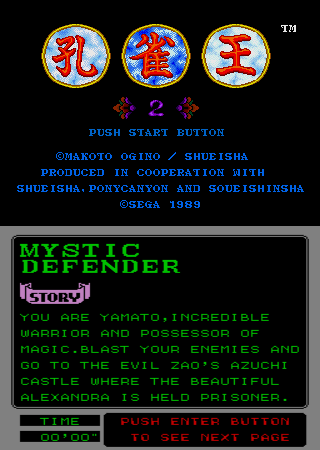 孔雀王
TM
2
PUSH START BUTTON
©MAKOTO OGINO / SHUEISHA
PRODUCED IN COOPERATION WITH
SHUEISHA.PONYCANYON AND SOUEISHINSHA
©SEGA 1989
MYSTIC
DEFENDER
STORY
YOU ARE YAMATO,INCREDIBLE
WARRIOR AND POSSESSOR OF
MAGIC.BLAST YOUR ENEMIES AND
GO TO THE EVIL ZAO'S AZUCHI
CASTLE WHERE THE BEAUTIFUL
ALEXANDRA IS HELD PRISONER.
TIME
00'00"
PUSH ENTER BUTTON
TO SEE NEXT PAGE